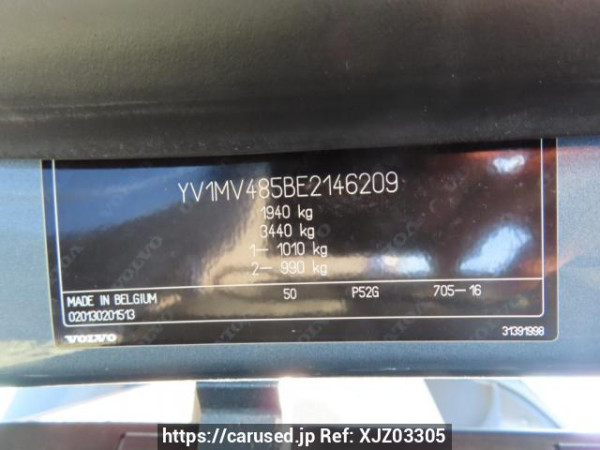 YV1MV485BE2146209
1940 kg
3440 kg
1– 1010 kg
2– 990 kg
MADE IN BELGIUM 50 P52G 705–16
020130201513
VOLVO 31391998
https://carused.jp Ref: XJZ03305